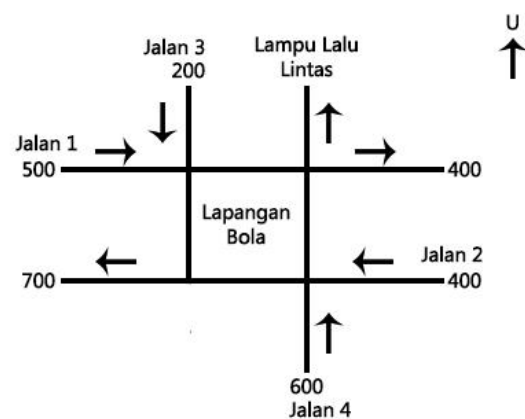 U
Jalan 3
200
Lampu Lalu
Lintas
Jalan 1
500
400
Lapangan
Bola
Jalan 2
700
400
600
Jalan 4